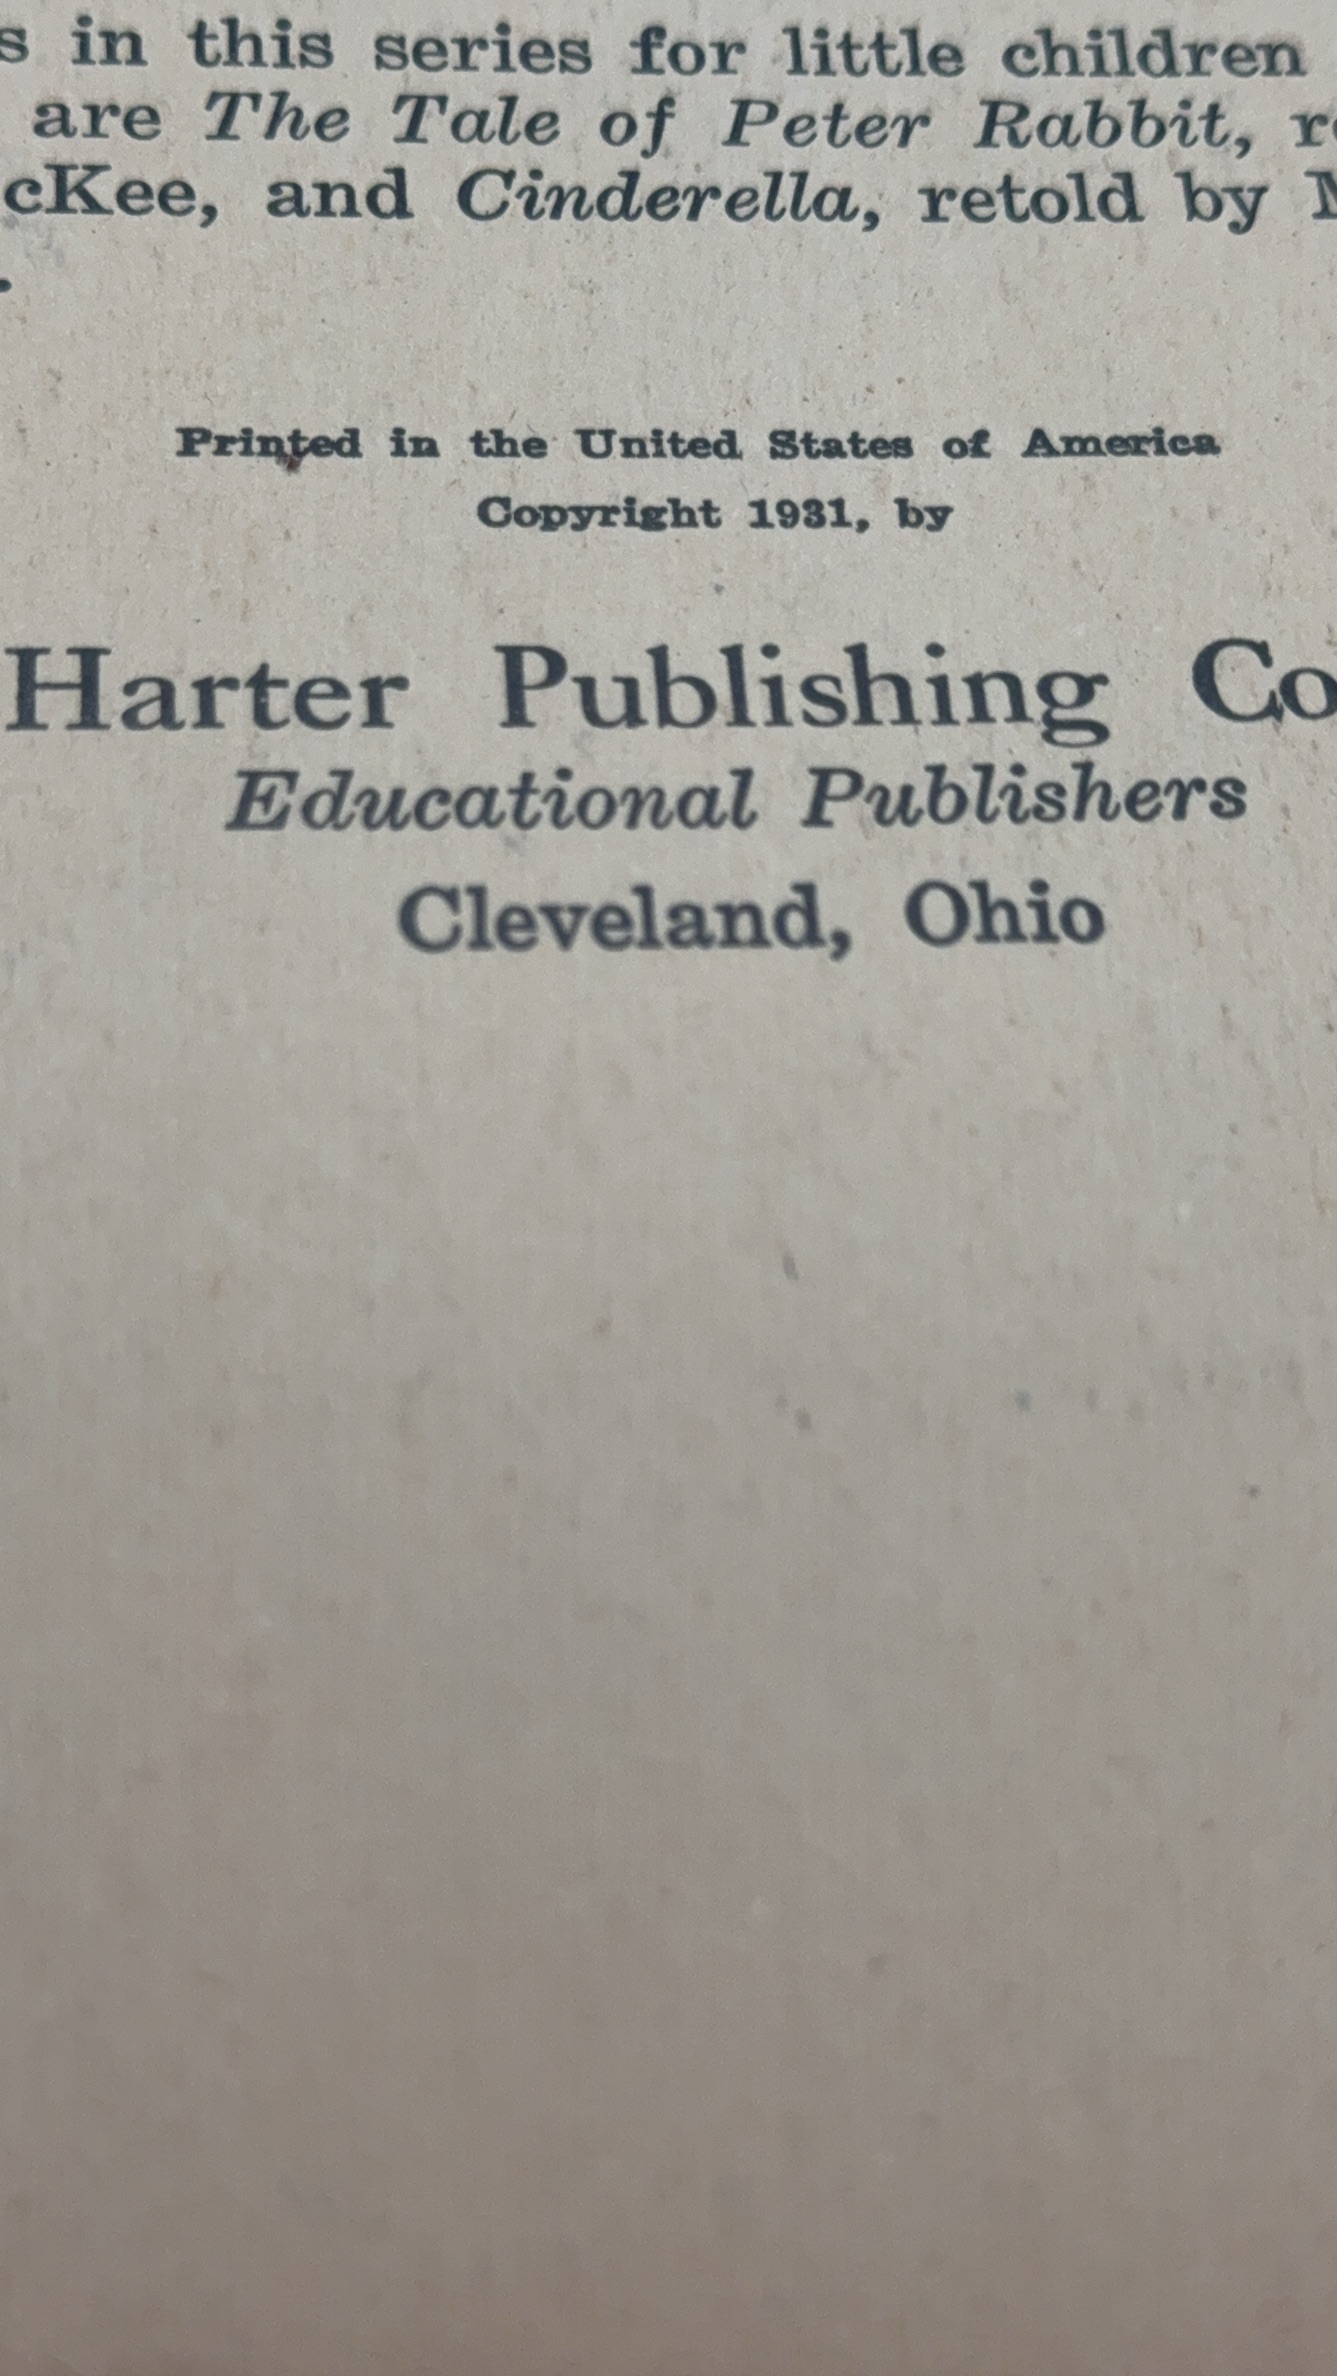 s in this series for little children
are The Tale of Peter Rabbit, r
cKee, and Cinderella, retold by M
.
Printed in the United States of America
Copyright 1931, by
Harter Publishing Co
Educational Publishers
Cleveland, Ohio